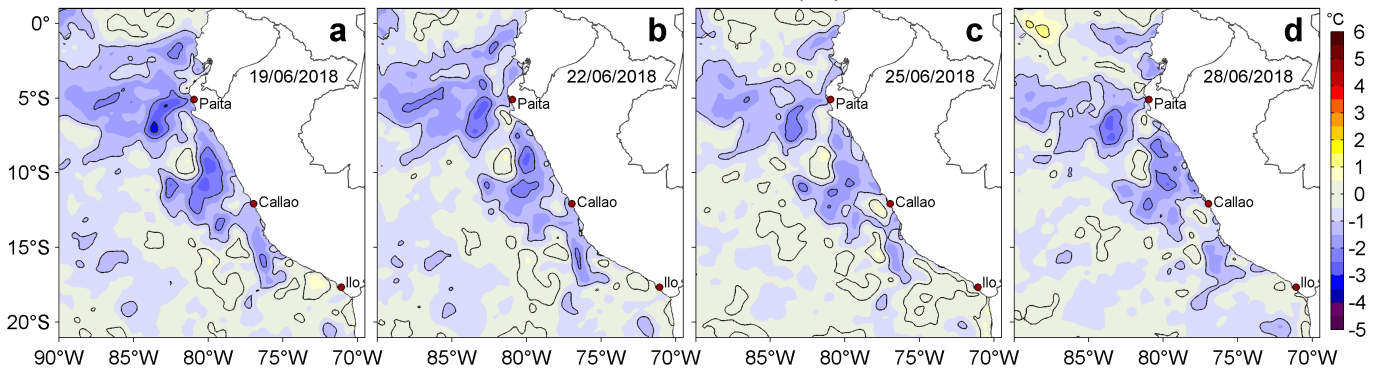 a
b
c
d
°C
19/06/2018
22/06/2018
25/06/2018
28/06/2018
Paita
Paita
Paita
Paita
Callao
Callao
Callao
Callao
Ilo
Ilo
Ilo
Ilo
0°
5°S
10°S
15°S
20°S
90°W
85°W
80°W
75°W
70°W
85°W
80°W
75°W
70°W
85°W
80°W
75°W
70°W
85°W
80°W
75°W
70°W
6
5
4
3
2
1
0
-1
-2
-3
-4
-5